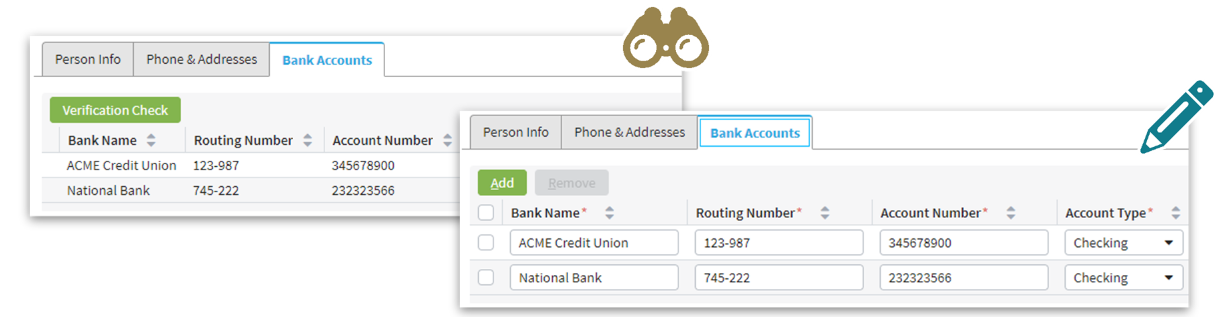 Person Info Phone & Addresses Bank Accounts
Verification Check
Bank Name Routing Number Account Number
ACME Credit Union 123-987 345678900
National Bank 745-222 232323566
Person Info Phone & Addresses Bank Accounts
Add Remove
Bank Name* Routing Number* Account Number* Account Type*
ACME Credit Union 123-987 345678900 Checking
National Bank 745-222 232323566 Checking